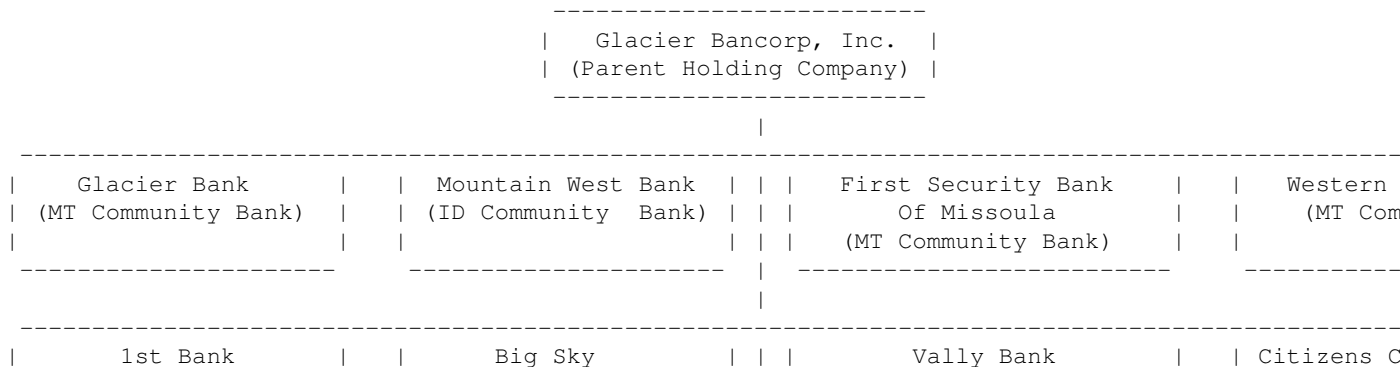 Glacier Bancorp, Inc.
(Parent Holding Company)
Glacier Bank Mountain West Bank First Security Bank Western
(MT Community Bank) (ID Community Bank) Of Missoula (MT Com
(MT Community Bank)
1st Bank Big Sky Vally Bank Citizens C